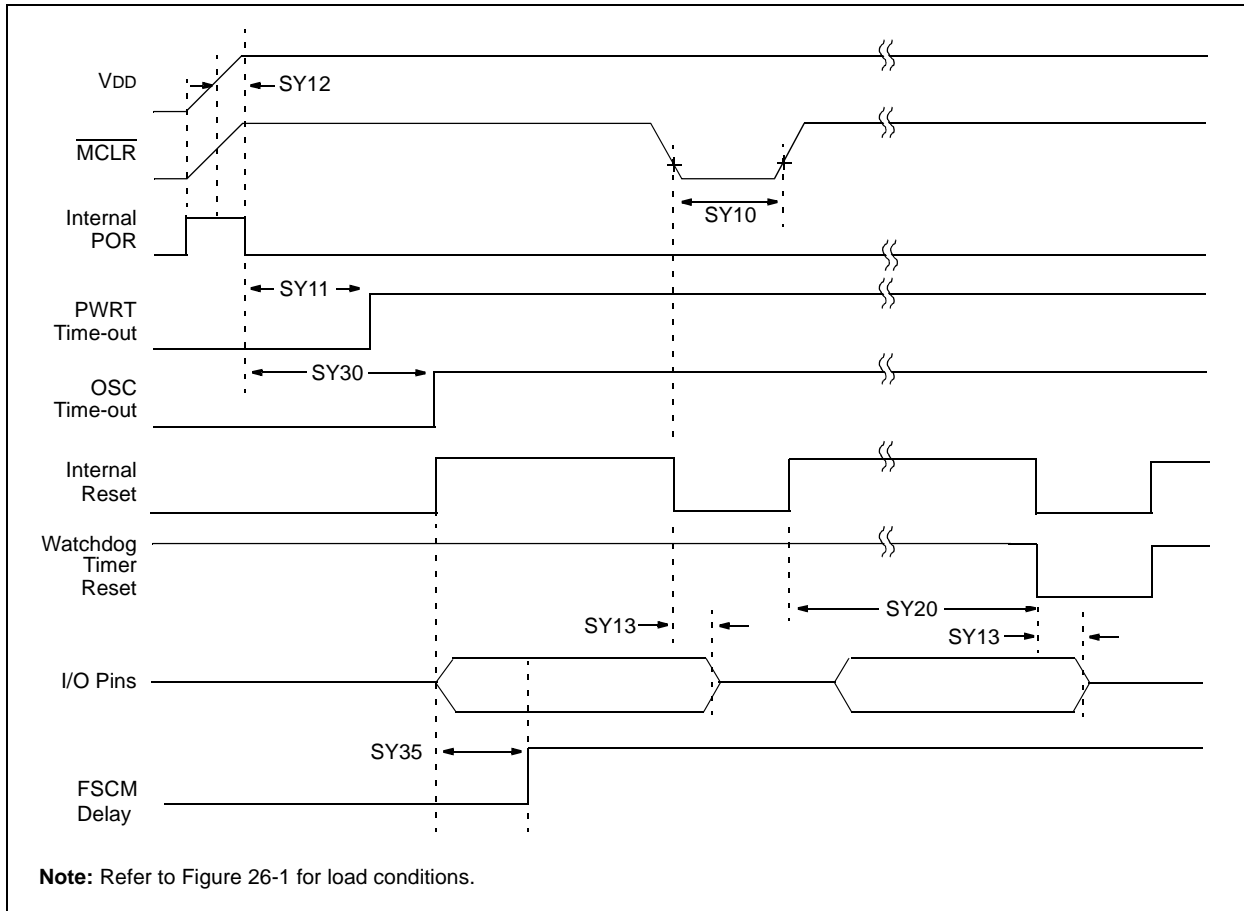 VDD
SY12
MCLR
SY10
Internal
POR
SY11
PWRT
Time-out
SY30
OSC
Time-out
Internal
Reset
Watchdog
Timer
Reset
SY20
SY13
SY13
I/O Pins
SY35
FSCM
Delay
Note: Refer to Figure 26-1 for load conditions.